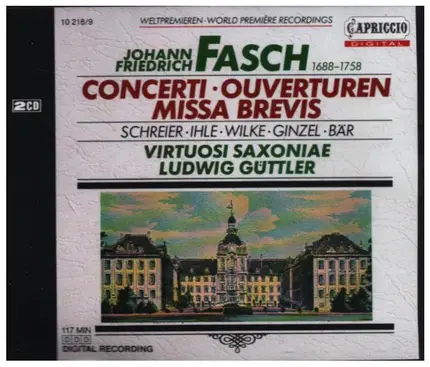 10 218/9
WELTPREMIEREN · WORLD PREMIÈRE RECORDINGS
CAPRICCIO
DIGITAL
JOHANN
FRIEDRICH FASCH 1688–1758
CONCERTI · OUVERTUREN
MISSA BREVIS
2CD
SCHREIER · IHLE · WILKE · GINZEL · BÄR
VIRTUOSI SAXONIAE
LUDWIG GÜTTLER
117 MIN
DDD
DIGITAL RECORDING